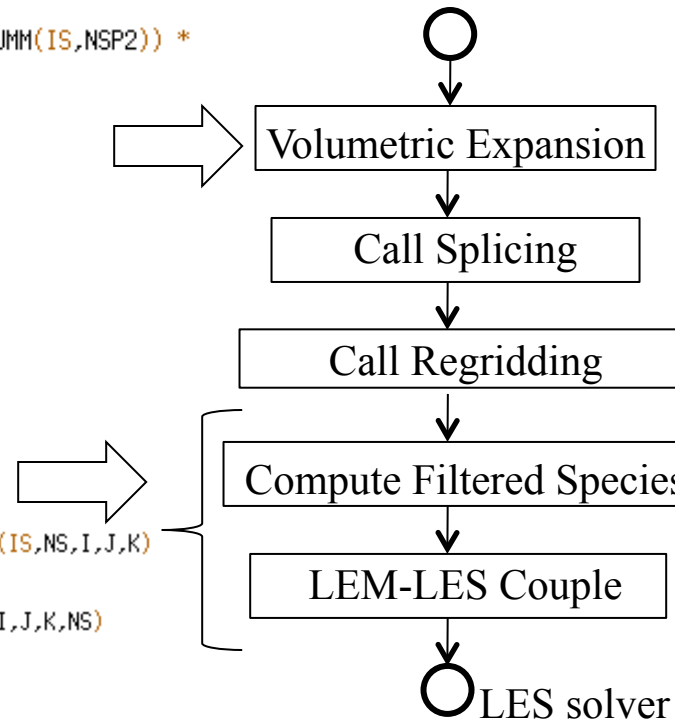 JMM(IS,NSP2)) *
Volumetric Expansion
Call Splicing
Call Regridding
Compute Filtered Species
(IS,NS,I,J,K)
LEM-LES Couple
I,J,K,NS)
LES solver